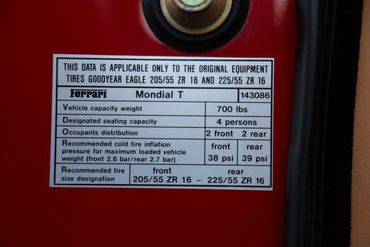 THIS DATA IS APPLICABLE ONLY TO THE ORIGINAL EQUIPMENT
TIRES GOODYEAR EAGLE 205/55 ZR 16 AND 225/55 ZR 16
Ferrari Mondial T 143086
Vehicle capacity weight 700 lbs
Designated seating capacity 4 persons
Occupants distribution 2 front 2 rear
Recommended cold tire inflation front rear
pressure for maximum loaded vehicle
weight (front 2.6 bar/rear 2.7 bar) 38 psi 39 psi
Recommended tire front rear
size designation 205/55 ZR 16 – 225/55 ZR 16